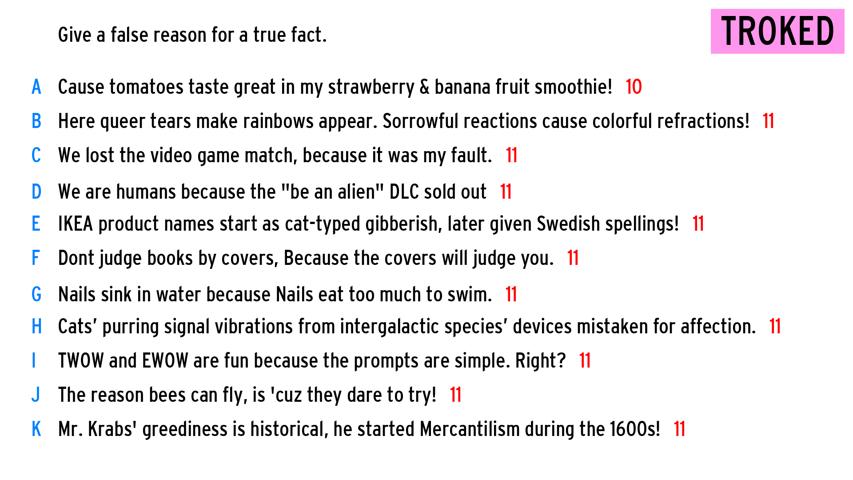 Give a false reason for a true fact.
TROKED
A Cause tomatoes taste great in my strawberry & banana fruit smoothie! 10
B Here queer tears make rainbows appear. Sorrowful reactions cause colorful refractions! 11
C We lost the video game match, because it was my fault. 11
D We are humans because the "be an alien" DLC sold out 11
E IKEA product names start as cat-typed gibberish, later given Swedish spellings! 11
F Dont judge books by covers, Because the covers will judge you. 11
G Nails sink in water because Nails eat too much to swim. 11
H Cats’ purring signal vibrations from intergalactic species’ devices mistaken for affection. 11
I TWOW and EWOW are fun because the prompts are simple. Right? 11
J The reason bees can fly, is 'cuz they dare to try! 11
K Mr. Krabs' greediness is historical, he started Mercantilism during the 1600s! 11